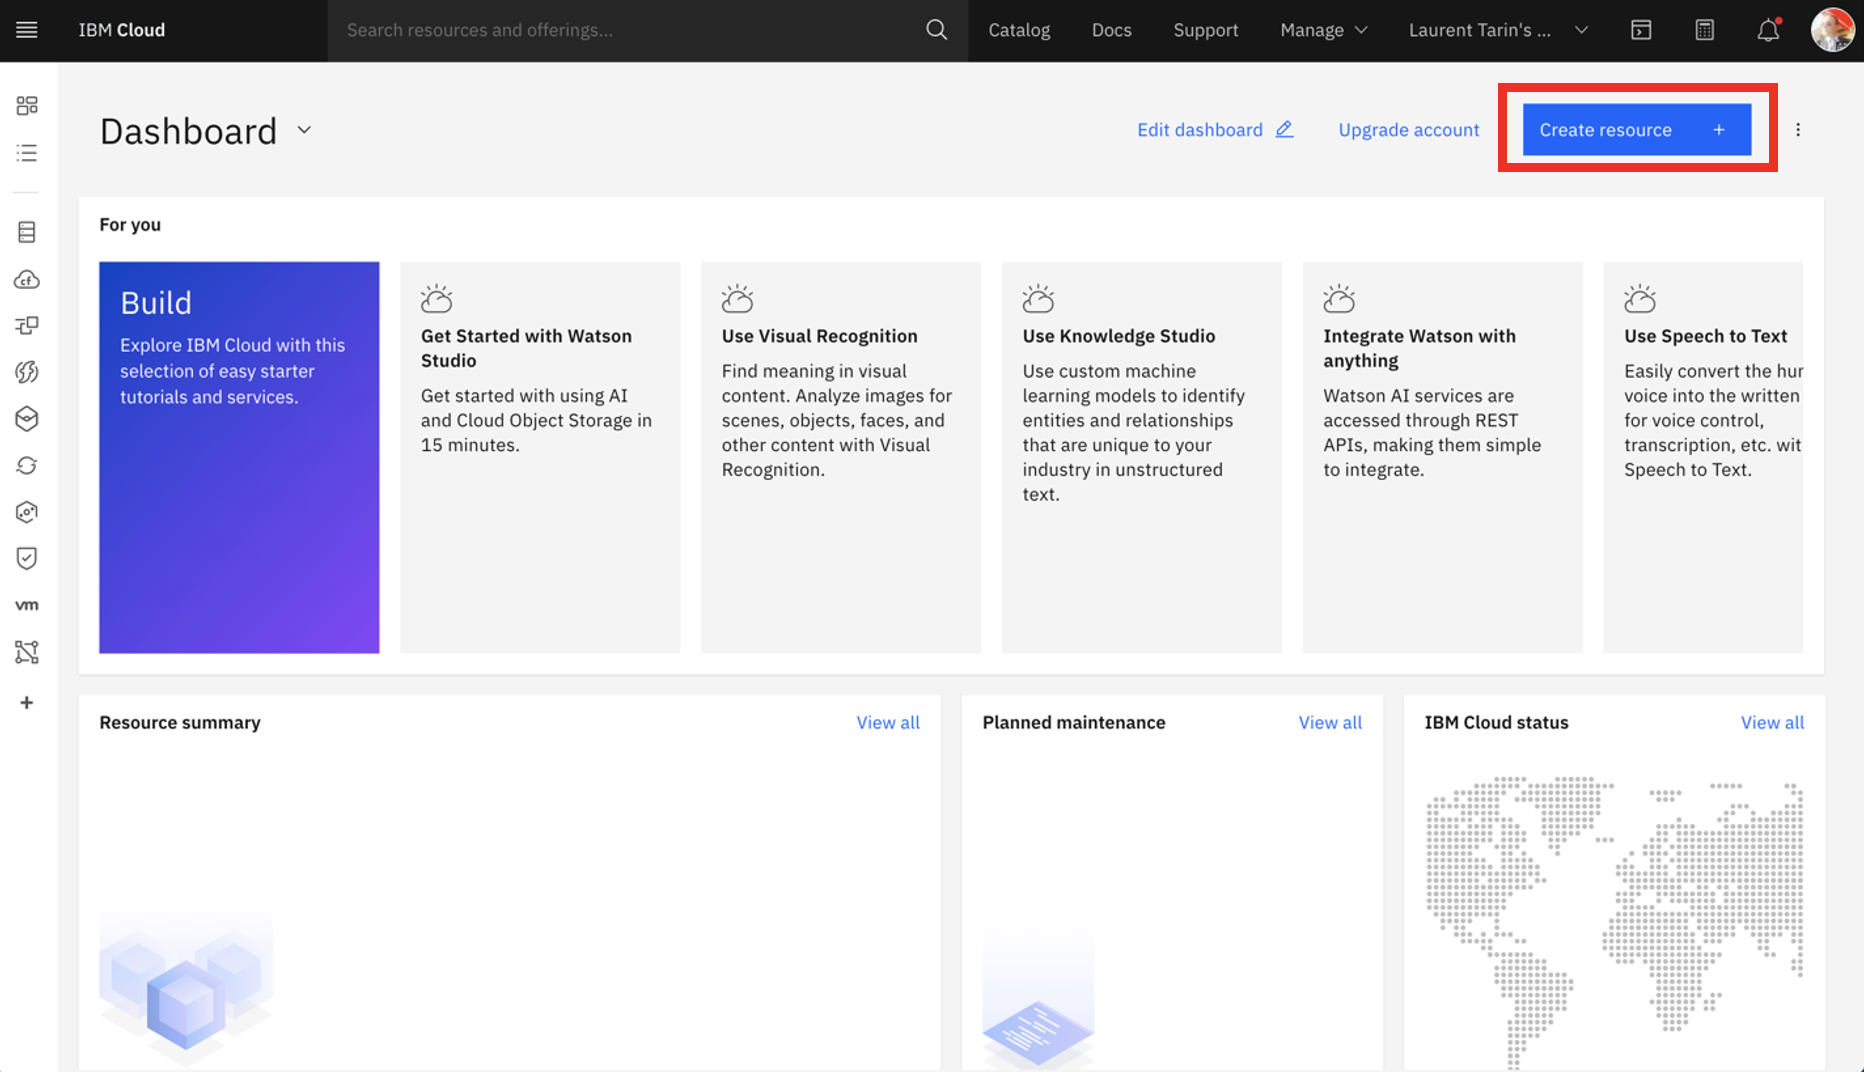 IBM Cloud
Search resources and offerings...
Catalog
Docs
Support
Manage
Laurent Tarin's ...
Dashboard
Edit dashboard
Upgrade account
Create resource +
For you
Build
Explore IBM Cloud with this
selection of easy starter
tutorials and services.
Get Started with Watson
Studio
Get started with using AI
and Cloud Object Storage in
15 minutes.
Use Visual Recognition
Find meaning in visual
content. Analyze images for
scenes, objects, faces, and
other content with Visual
Recognition.
Use Knowledge Studio
Use custom machine
learning models to identify
entities and relationships
that are unique to your
industry in unstructured
text.
Integrate Watson with
anything
Watson AI services are
accessed through REST
APIs, making them simple
to integrate.
Use Speech to Text
Easily convert the
voice into the written
for voice control,
transcription, etc.
Speech to Text.
cf
vm
Resource summary
View all
Planned maintenance
View all
IBM Cloud status
View all